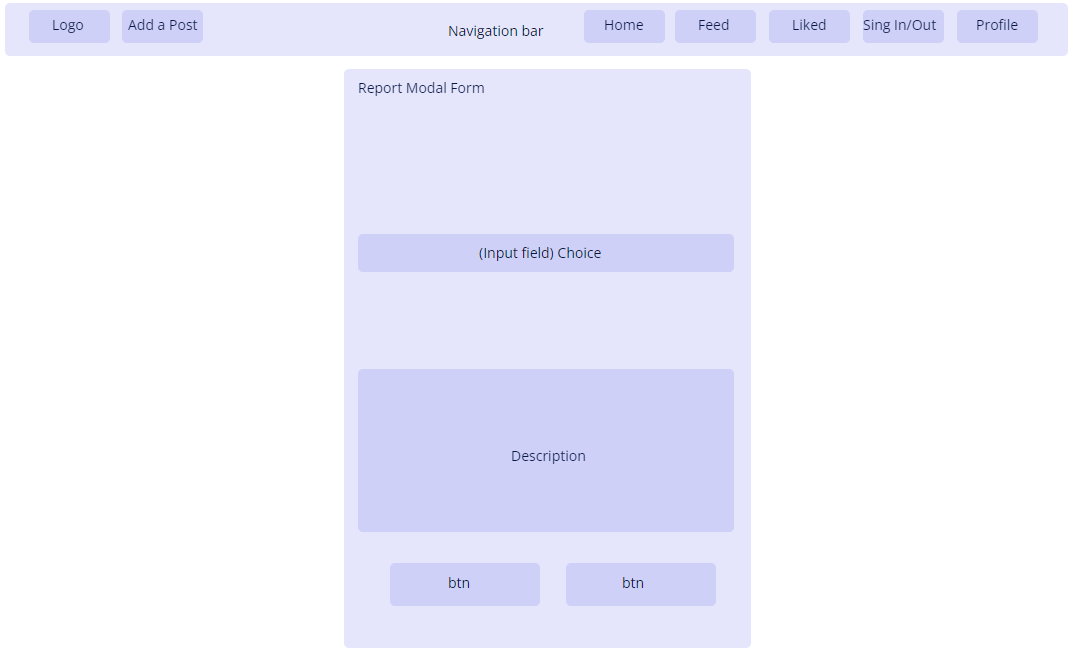 Logo
Add a Post
Navigation bar
Home
Feed
Liked
Sing In/Out
Profile
Report Modal Form
(Input field) Choice
Description
btn
btn